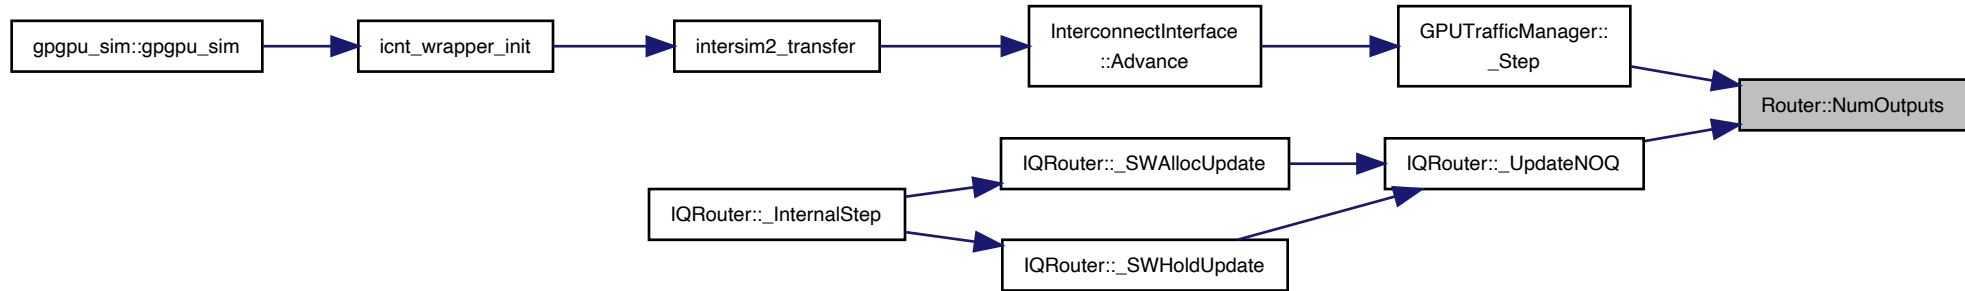 gpgpu_sim::gpgpu_sim
icnt_wrapper_init
intersim2_transfer
InterconnectInterface
::Advance
GPUTrafficManager::
_Step
Router::NumOutputs
IQRouter::_SWAllocUpdate
IQRouter::_UpdateNOQ
IQRouter::_InternalStep
IQRouter::_SWHoldUpdate